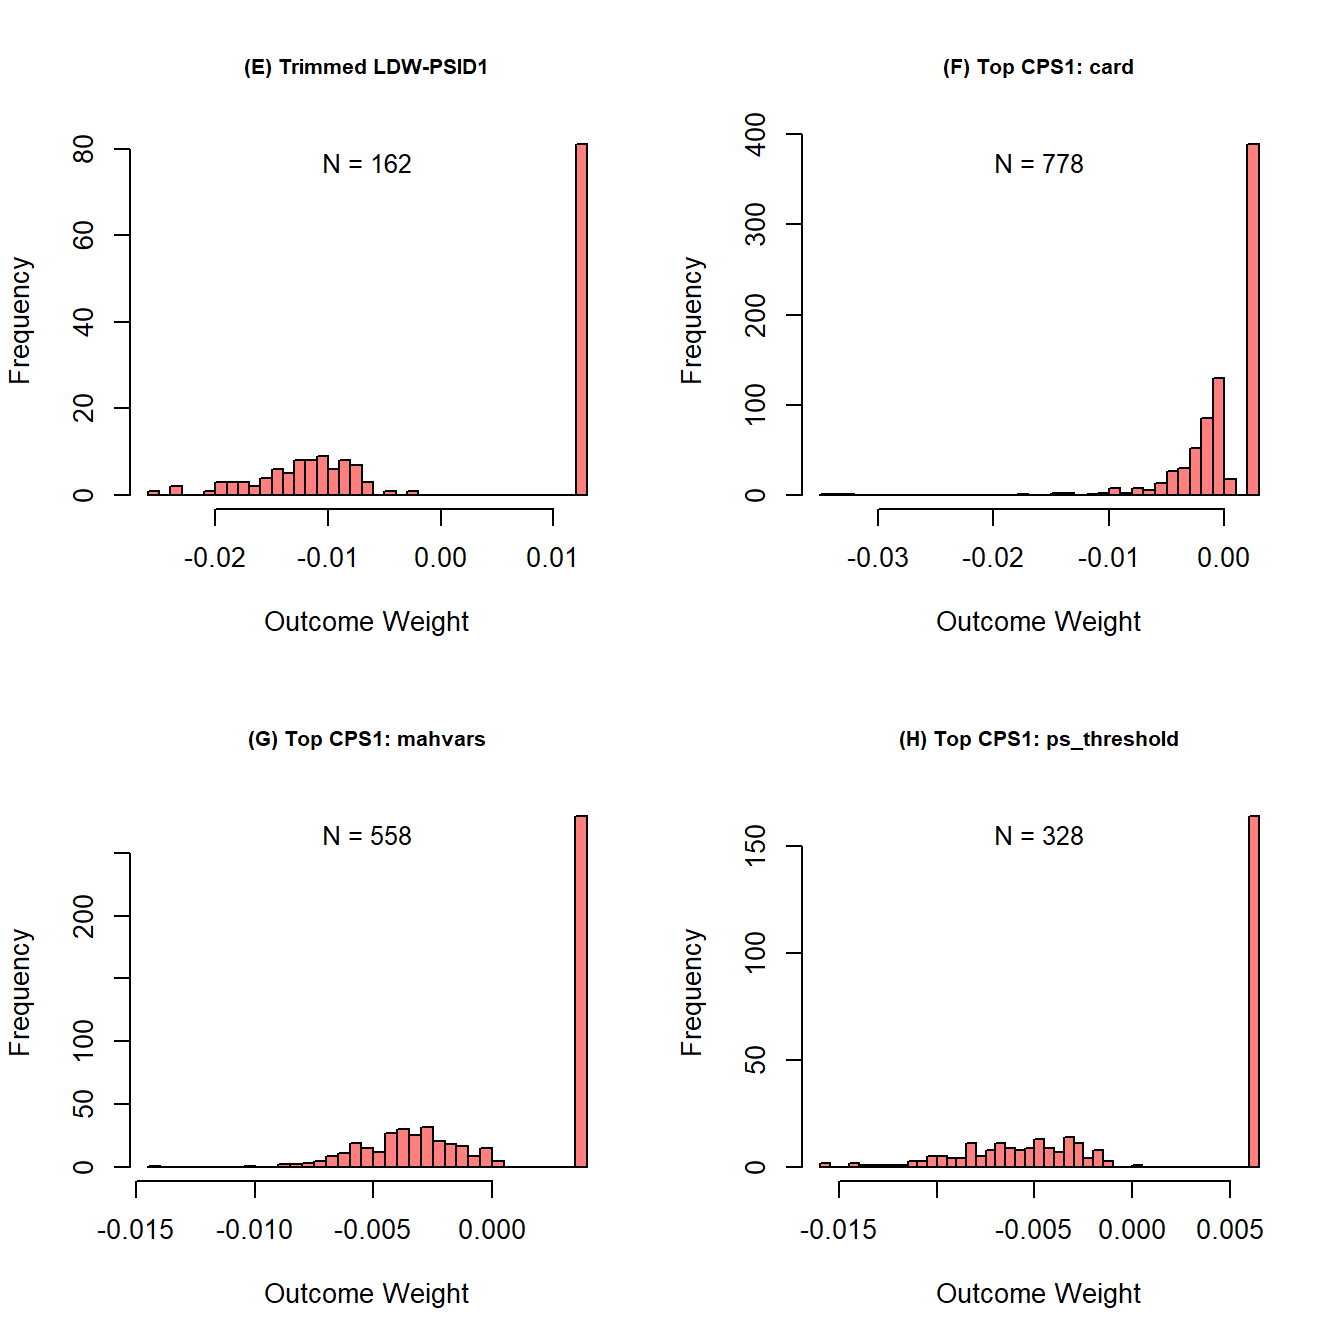 (E) Trimmed LDW-PSID1
N = 162
Frequency
0 20 40 60 80
-0.02 -0.01 0.00 0.01
Outcome Weight
(F) Top CPS1: card
N = 778
Frequency
0 100 200 300 400
-0.03 -0.02 -0.01 0.00
Outcome Weight
(G) Top CPS1: mahvars
N = 558
Frequency
0 50 100 200
-0.015 -0.010 -0.005 0.000
Outcome Weight
(H) Top CPS1: ps_threshold
N = 328
Frequency
0 50 100 150
-0.015 -0.005 0.000 0.005
Outcome Weight